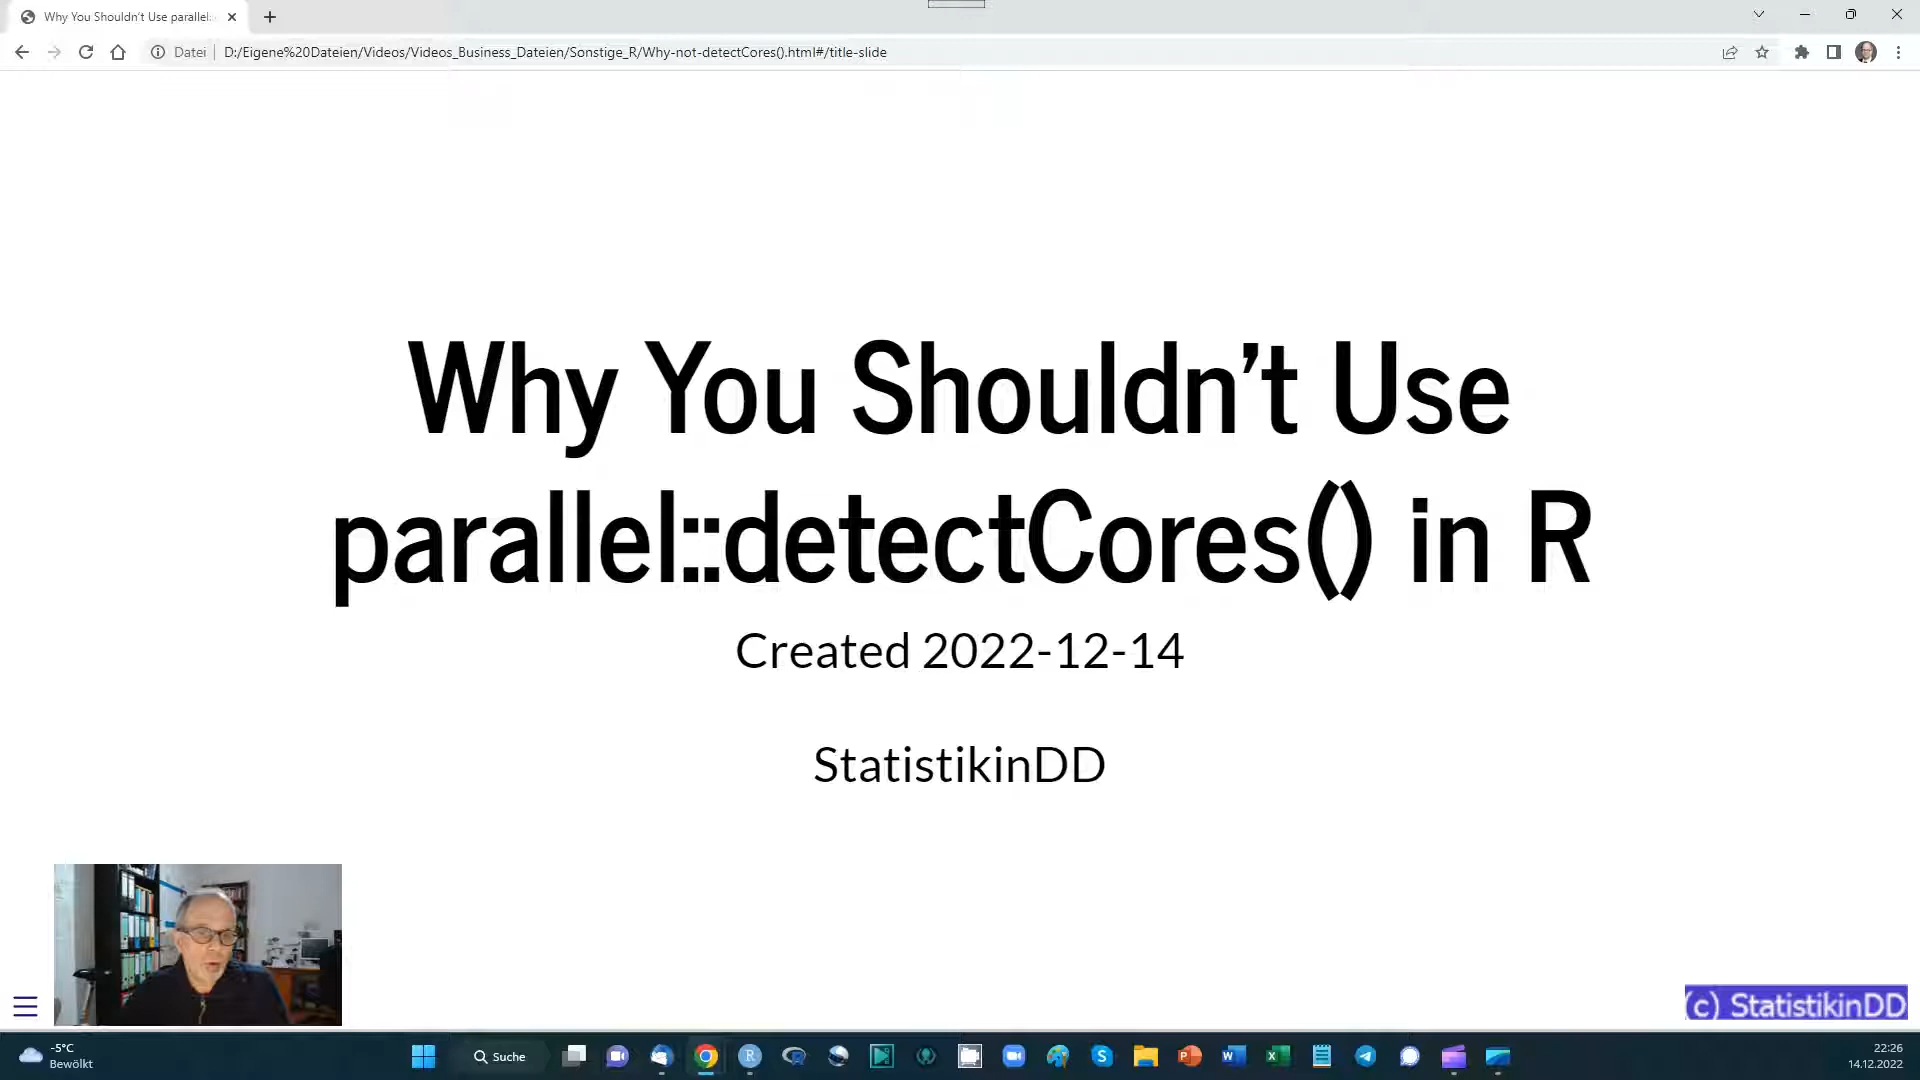 Why You Shouldn't Use parallel:
Datei
D:/Eigene%20Dateien/Videos/Videos_Business_Dateien/Sonstige_R/Why-not-detectCores().html#/title-slide
Why You Shouldn’t Use
parallel::detectCores() in R
Created 2022-12-14
StatistikinDD
(c) StatistikinDD
-5°C
Bewölkt
Suche
22:26
14.12.2022